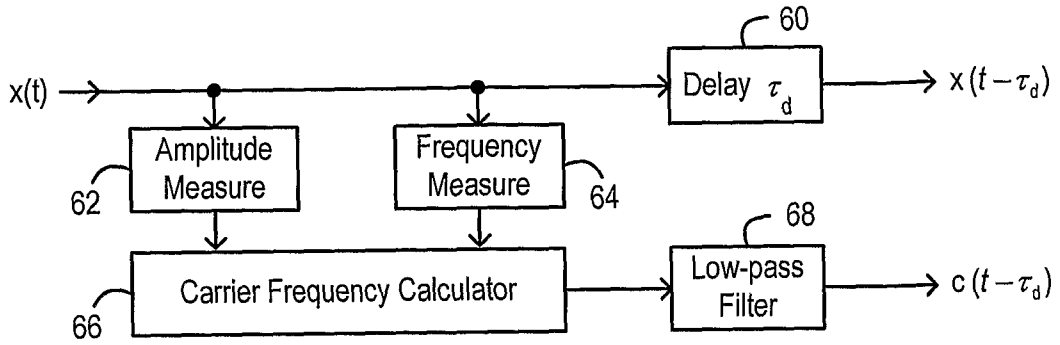 60
x(t)
Delay τd
x(t − τd)
Amplitude
Measure
Frequency
Measure
62
64
68
Carrier Frequency Calculator
Low-pass
Filter
c(t − τd)
66